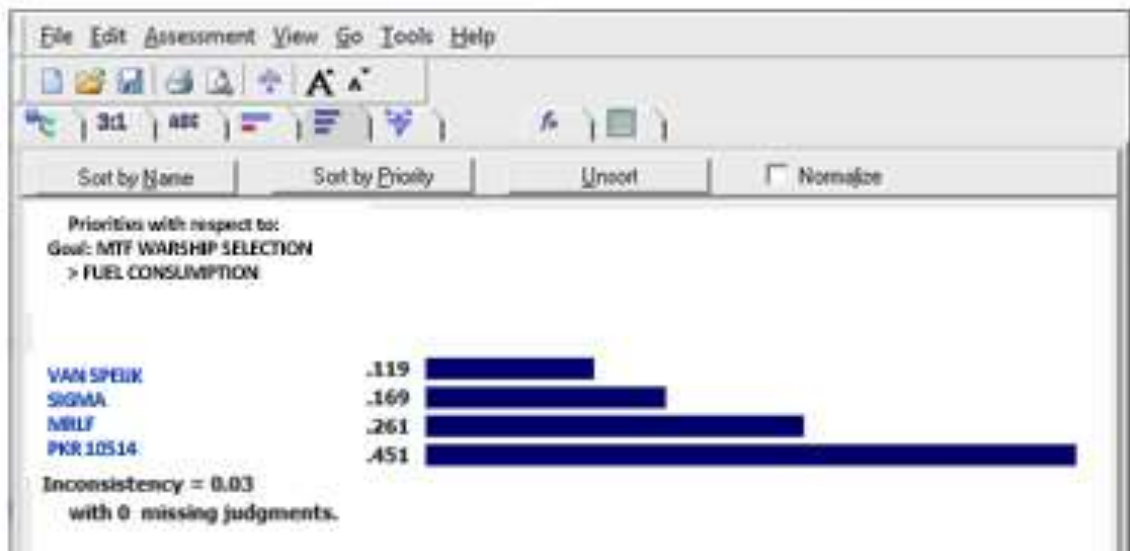 File Edit Assessment View Go Tools Help
A A
3:1 ABC
Sort by Name Sort by Priority Unsort Normalize
Priorities with respect to:
Goal: MTF WARSHIP SELECTION
> FUEL CONSUMPTION
VAN SPEIJK .119
SIGMA .169
MRLF .261
PKR 10514 .451
Inconsistency = 0.03
with 0 missing judgments.